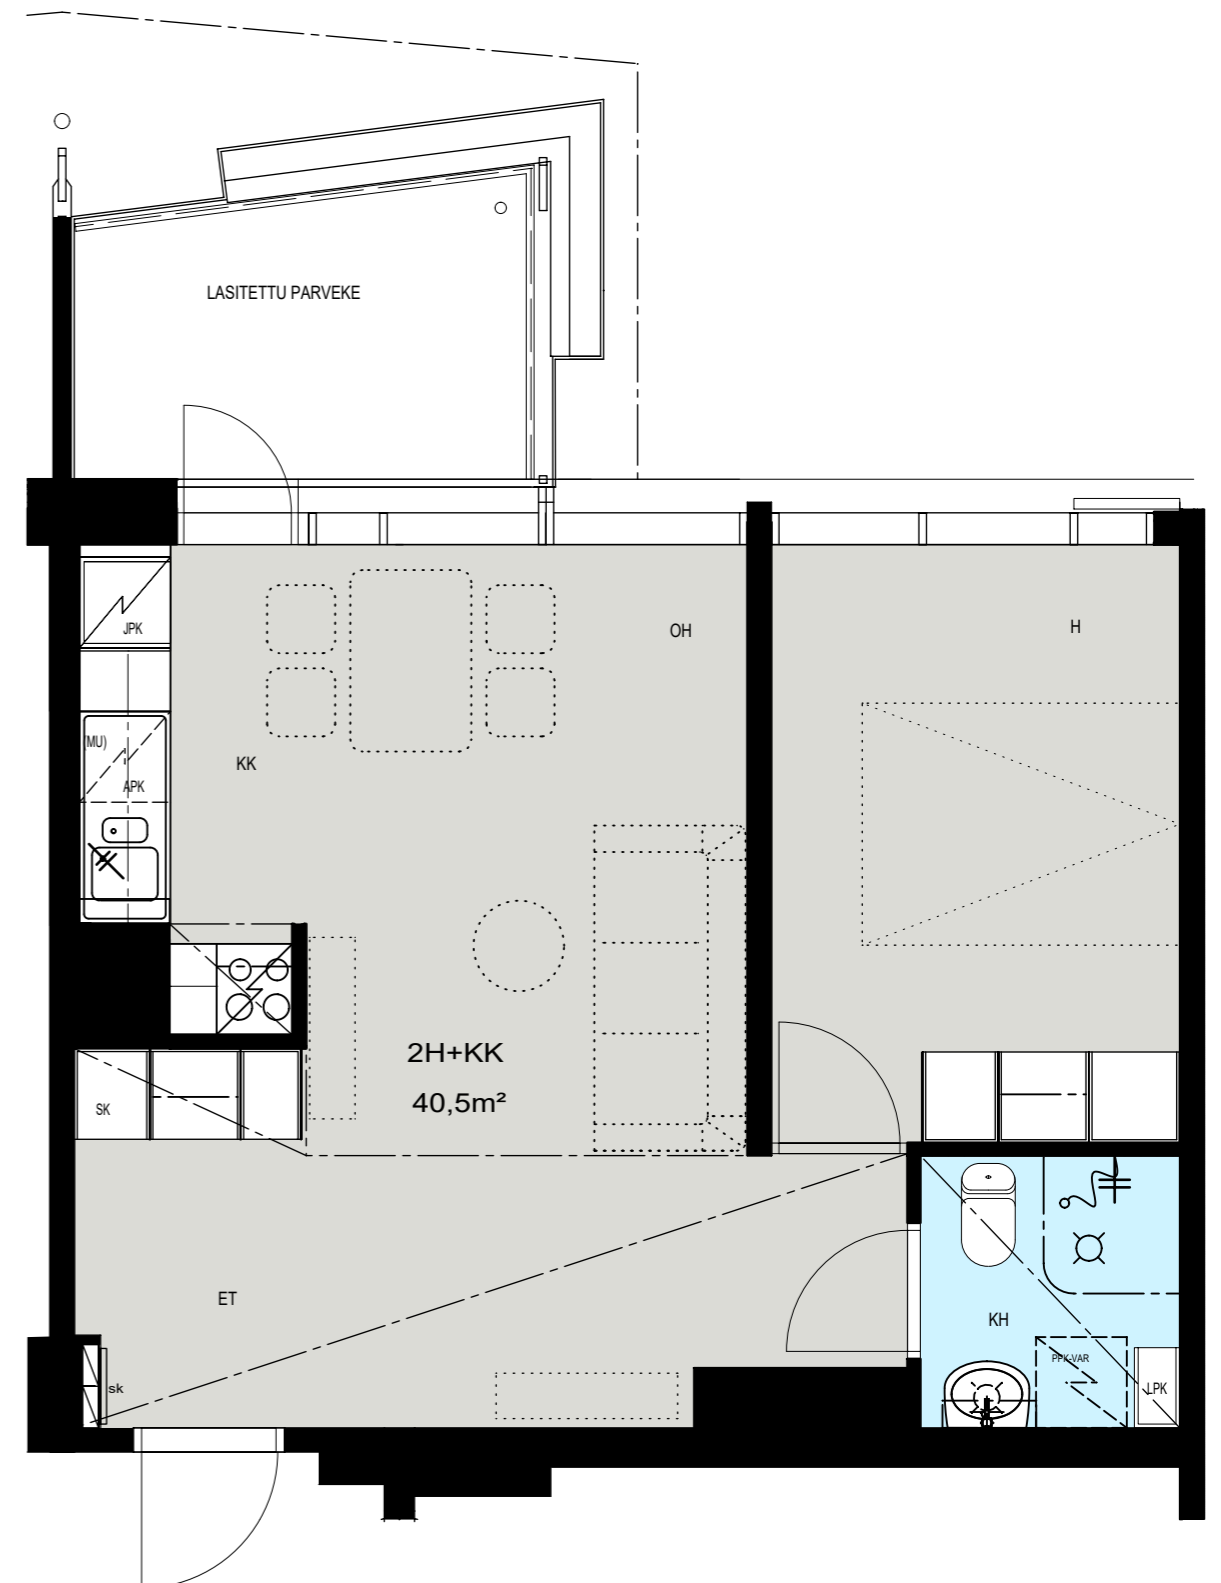 LASITETTU PARVEKE
JPK
OH
H
(MU)
KK
APK
2H+KK
40,5m²
SK
ET
KH
PPK-VAR
sk
LPK